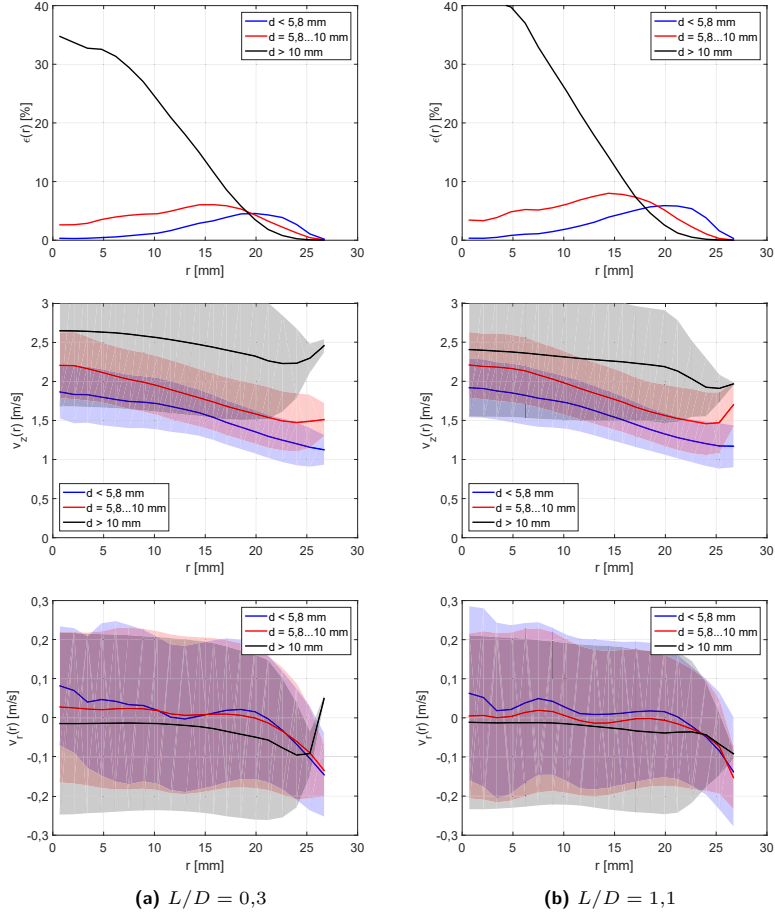 40
30
20
10
0
ϵ(r) [%]
d < 5,8 mm
d = 5,8...10 mm
d > 10 mm
0 5 10 15 20 25 30
r [mm]
40
30
20
10
0
ϵ(r) [%]
d < 5,8 mm
d = 5,8...10 mm
d > 10 mm
0 5 10 15 20 25 30
r [mm]
3
2,5
2
1,5
1
0,5
0
v_z(r) [m/s]
d < 5,8 mm
d = 5,8...10 mm
d > 10 mm
0 5 10 15 20 25 30
r [mm]
3
2,5
2
1,5
1
0,5
0
v_z(r) [m/s]
d < 5,8 mm
d = 5,8...10 mm
d > 10 mm
0 5 10 15 20 25 30
r [mm]
0,3
0,2
0,1
0
-0,1
-0,2
-0,3
v_r(r) [m/s]
d < 5,8 mm
d = 5,8...10 mm
d > 10 mm
0 5 10 15 20 25 30
r [mm]
0,3
0,2
0,1
0
-0,1
-0,2
-0,3
v_r(r) [m/s]
d < 5,8 mm
d = 5,8...10 mm
d > 10 mm
0 5 10 15 20 25 30
r [mm]
(a) L/D = 0,3
(b) L/D = 1,1